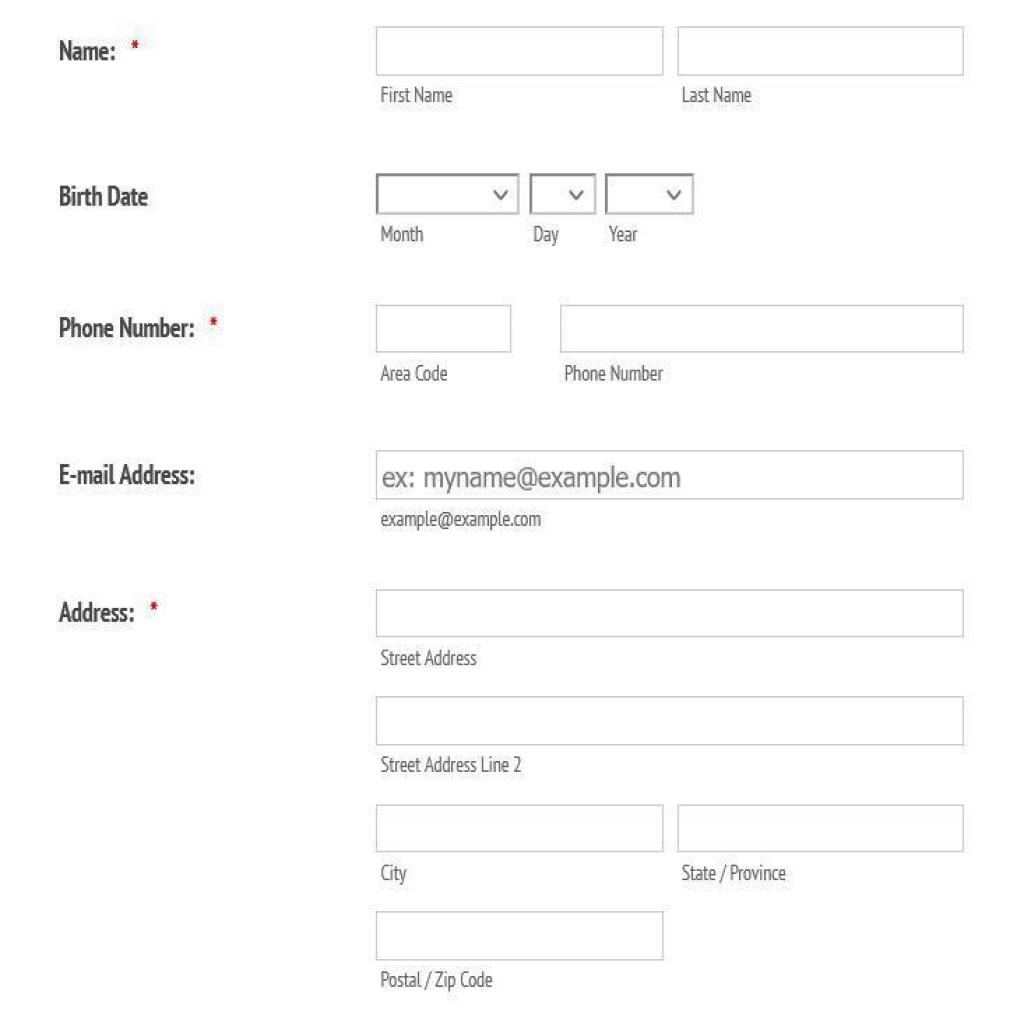 Name: *
First Name Last Name
Birth Date
Month Day Year
Phone Number: *
Area Code Phone Number
E-mail Address: ex: myname@example.com
example@example.com
Address: *
Street Address
Street Address Line 2
City State / Province
Postal / Zip Code